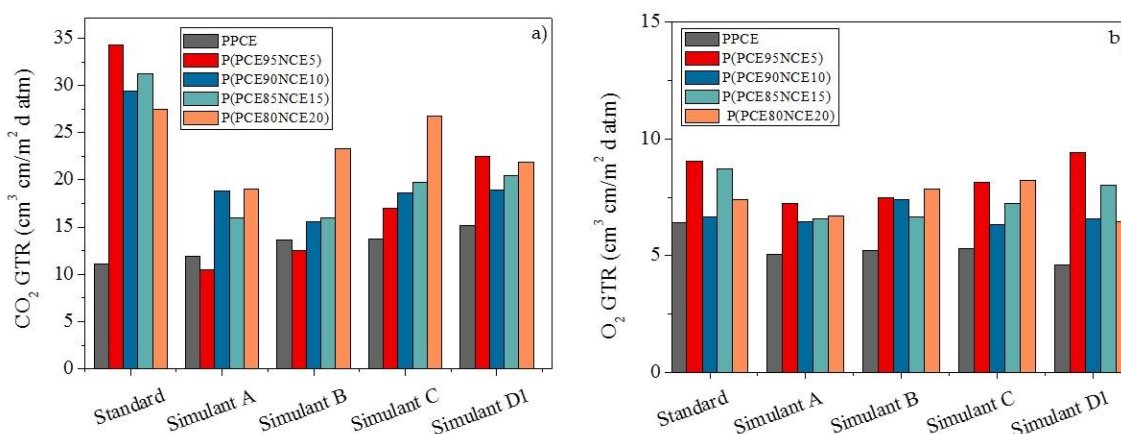 a)
CO₂ GTR (cm³ cm/m² d atm)
35
30
25
20
15
10
5
0
PPCE
P(PCE95NCE5)
P(PCE90NCE10)
P(PCE85NCE15)
P(PCE80NCE20)
Standard
Simulant A
Simulant B
Simulant C
Simulant D1
b
O₂ GTR (cm³ cm/m² d atm)
15
10
5
0
PPCE
P(PCE95NCE5)
P(PCE90NCE10)
P(PCE85NCE15)
P(PCE80NCE20)
Standard
Simulant A
Simulant B
Simulant C
Simulant D1